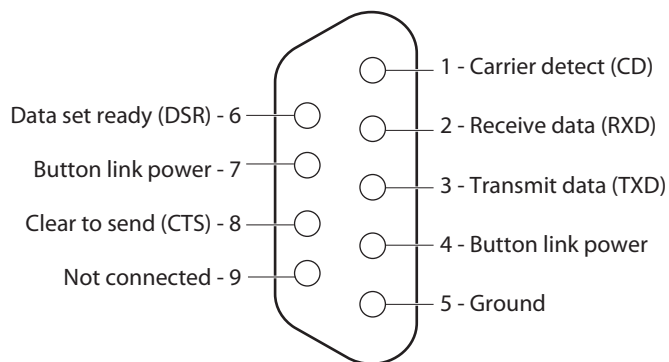 1 - Carrier detect (CD)
Data set ready (DSR) - 6
2 - Receive data (RXD)
Button link power - 7
3 - Transmit data (TXD)
Clear to send (CTS) - 8
4 - Button link power
Not connected - 9
5 - Ground